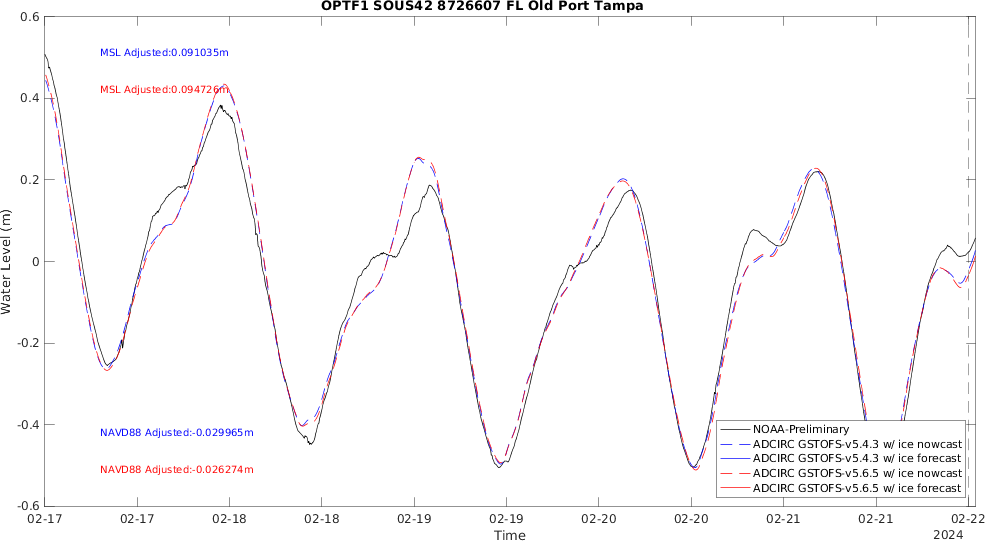 OPTF1 SOUS42 8726607 FL Old Port Tampa
0.6
MSL Adjusted:0.091035m
MSL Adjusted:0.094726m
0.4
0.2
0
-0.2
-0.4
-0.6
Water Level (m)
NAVD88 Adjusted:-0.029965m
NAVD88 Adjusted:-0.026274m
NOAA-Preliminary
ADCIRC GSTOFS-v5.4.3 w/ ice nowcast
ADCIRC GSTOFS-v5.4.3 w/ ice forecast
ADCIRC GSTOFS-v5.6.5 w/ ice nowcast
ADCIRC GSTOFS-v5.6.5 w/ ice forecast
02-17 02-17 02-18 02-18 02-19 02-19 02-20 02-20 02-21 02-21 02-22
Time
2024